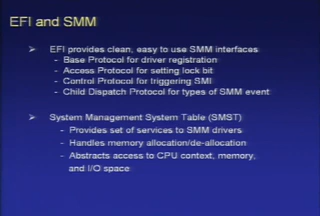 EFI and SMM
➢ EFI provides clean, easy to use SMM interfaces
- Base Protocol for driver registration
- Access Protocol for setting lock bit
- Control Protocol for triggering SMI
- Child Dispatch Protocol for types of SMM event
➢ System Management System Table (SMST)
- Provides set of services to SMM drivers
- Handles memory allocation/de-allocation
- Abstracts access to CPU context, memory,
and I/O space